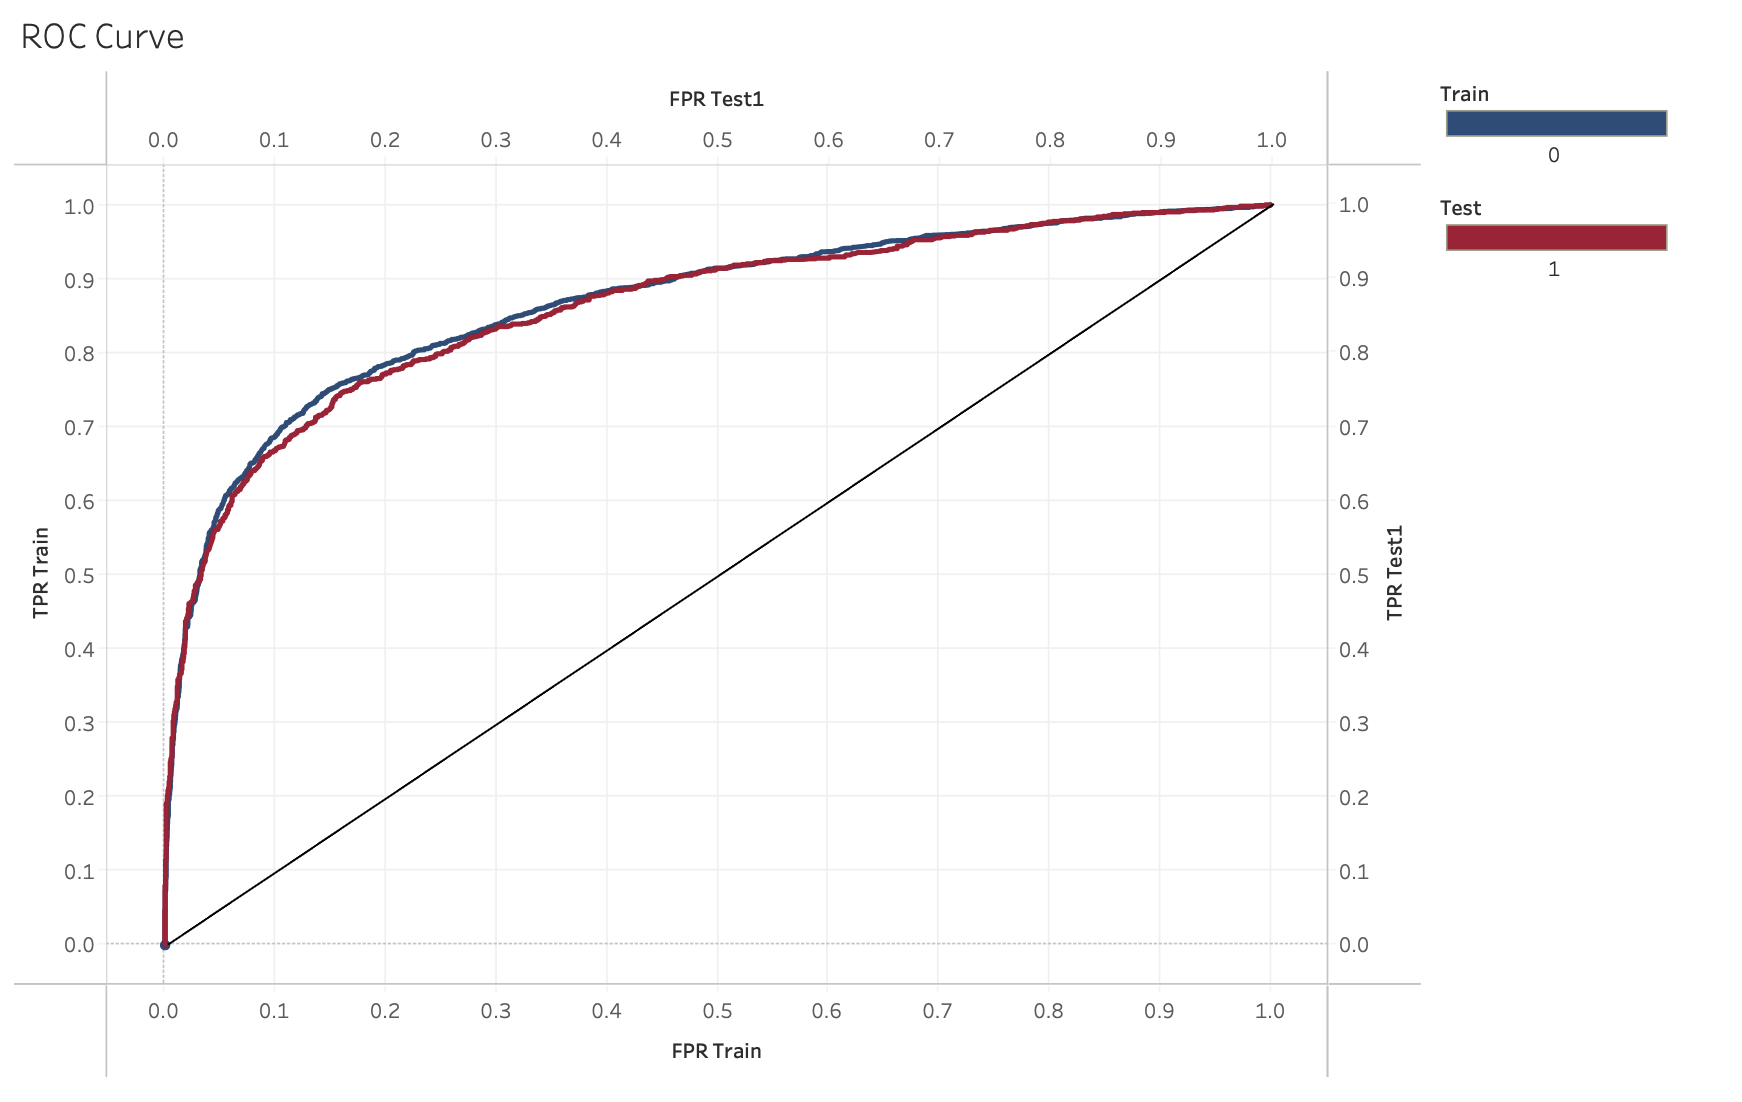 ROC Curve
FPR Test1
0.0 0.1 0.2 0.3 0.4 0.5 0.6 0.7 0.8 0.9 1.0
Train
0
Test
1
1.0 1.0
0.9 0.9
0.8 0.8
0.7 0.7
0.6 0.6
0.5 0.5
0.4 0.4
0.3 0.3
0.2 0.2
0.1 0.1
0.0 0.0
TPR Train
TPR Test1
0.0 0.1 0.2 0.3 0.4 0.5 0.6 0.7 0.8 0.9 1.0
FPR Train